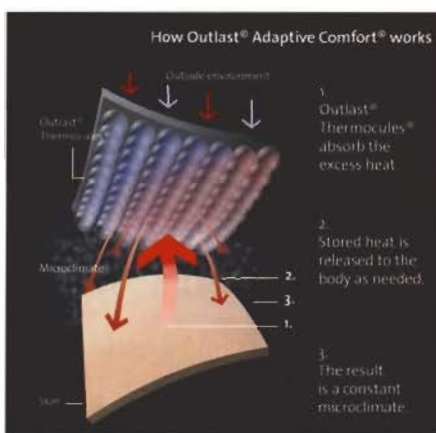 How Outlast® Adaptive Comfort® works
Outside environment
Outlast®
Thermocules
Microclimate
Skin
2.
3.
1.
1.
Outlast®
Thermocules®
absorb the
excess heat.
2.
Stored heat is
released to the
body as needed.
3.
The result
is a constant
microclimate.